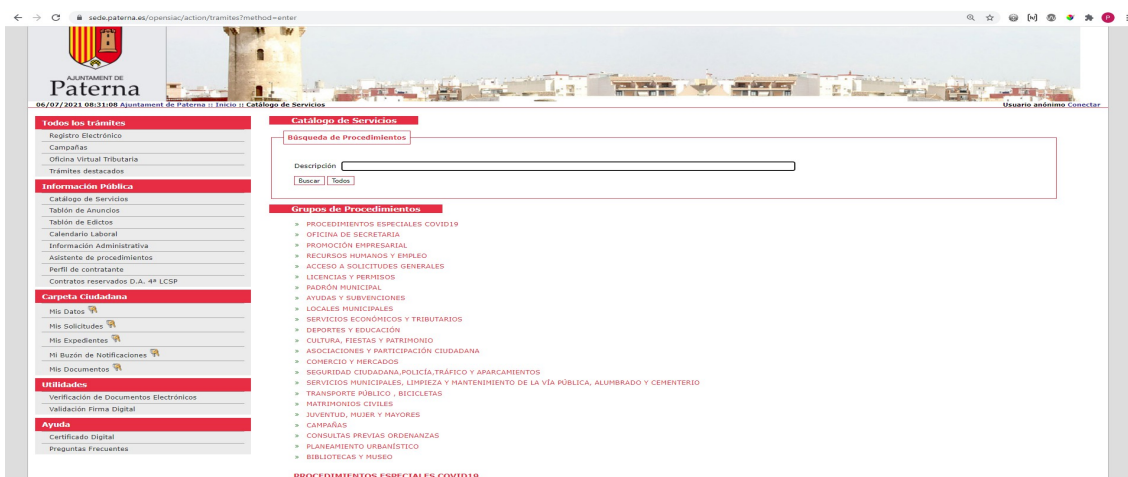 sede.paterna.es/opensiac/action/tramites?method=enter
AJUNTAMENT DE
Paterna
06/07/2021 08:31:08 Ajuntament de Paterna :: Inicio :: Catálogo de Servicios
Usuario anónimo Conectar
Todos los trámites
Registro Electrónico
Campañas
Oficina Virtual Tributaria
Trámites destacados
Información Pública
Catálogo de Servicios
Tablón de Anuncios
Tablón de Edictos
Calendario Laboral
Información Administrativa
Asistente de procedimientos
Perfil de contratante
Contratos reservados D.A. 4ª LCSP
Carpeta Ciudadana
Mis Datos
Mis Solicitudes
Mis Expedientes
Mi Buzón de Notificaciones
Mis Documentos
Utilidades
Verificación de Documentos Electrónicos
Validación Firma Digital
Ayuda
Certificado Digital
Preguntas Frecuentes
Catálogo de Servicios
Búsqueda de Procedimientos
Descripción
Buscar Todos
Grupos de Procedimientos
» PROCEDIMIENTOS ESPECIALES COVID19
» OFICINA DE SECRETARIA
» PROMOCIÓN EMPRESARIAL
» RECURSOS HUMANOS Y EMPLEO
» ACCESO A SOLICITUDES GENERALES
» LICENCIAS Y PERMISOS
» PADRÓN MUNICIPAL
» AYUDAS Y SUBVENCIONES
» LOCALES MUNICIPALES
» SERVICIOS ECONÓMICOS Y TRIBUTARIOS
» DEPORTES Y EDUCACIÓN
» CULTURA, FIESTAS Y PATRIMONIO
» ASOCIACIONES Y PARTICIPACIÓN CIUDADANA
» COMERCIO Y MERCADOS
» SEGURIDAD CIUDADANA,POLICÍA,TRÁFICO Y APARCAMIENTOS
» SERVICIOS MUNICIPALES, LIMPIEZA Y MANTENIMIENTO DE LA VÍA PÚBLICA, ALUMBRADO Y CEMENTERIO
» TRANSPORTE PÚBLICO , BICICLETAS
» MATRIMONIOS CIVILES
» JUVENTUD, MUJER Y MAYORES
» CAMPAÑAS
» CONSULTAS PREVIAS ORDENANZAS
» PLANEAMIENTO URBANÍSTICO
» BIBLIOTECAS Y MUSEO
PROCEDIMIENTOS ESPECIALES COVID19